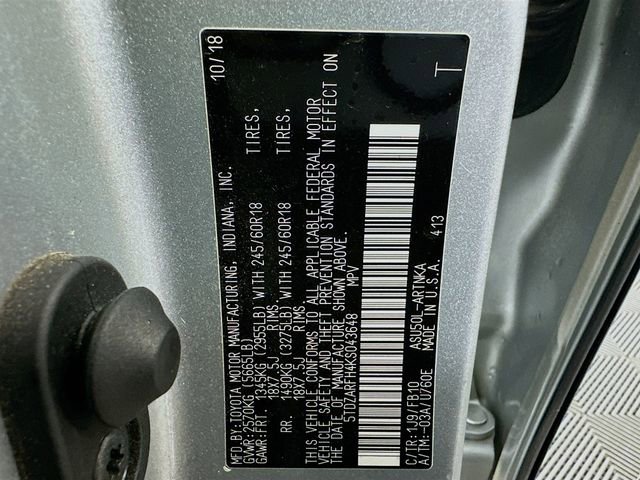 MFD.BY:TOYOTA MOTOR MANUFACTURING, INDIANA, INC. 10/18
GVWR:2570KG(5665LB)
GAWR:FRT. 1345KG(2955LB)WITH 245/60R18 TIRES,
18X7.5J RIMS,
RR. 1490KG(3275LB)WITH 245/60R18 TIRES,
18X7.5J RIMS.
THIS VEHICLE CONFORMS TO ALL APPLICABLE FEDERAL MOTOR
VEHICLE SAFETY AND THEFT PREVENTION STANDARDS IN EFFECT ON
THE DATE OF MANUFACTURE SHOWN ABOVE.
5TDZARFH4KS043648 MPV
C/TR:1J9/FB10 ASU50L-ARTNKA T
A/TM:-03A/U760E MADE IN U.S.A. 413